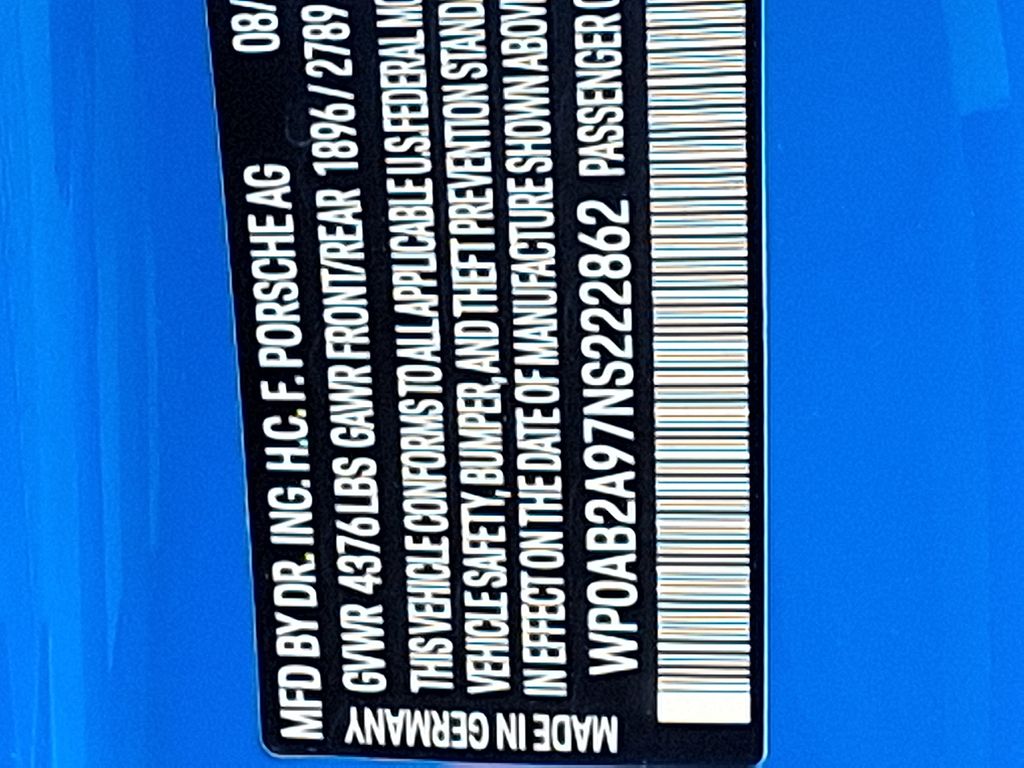 MFD BY DR. ING. H.C. F. PORSCHE AG 08/
GVWR 4376 LBS GAWR FRONT/REAR 1896 / 2789
THIS VEHICLE CONFORMS TO ALL APPLICABLE U.S. FEDERAL
VEHICLE SAFETY, BUMPER, AND THEFT PREVENTION
IN EFFECT ON THE DATE OF MANUFACTURE SHOWN
WP0AB2A97NS222862 PASSENGER
MADE IN GERMANY